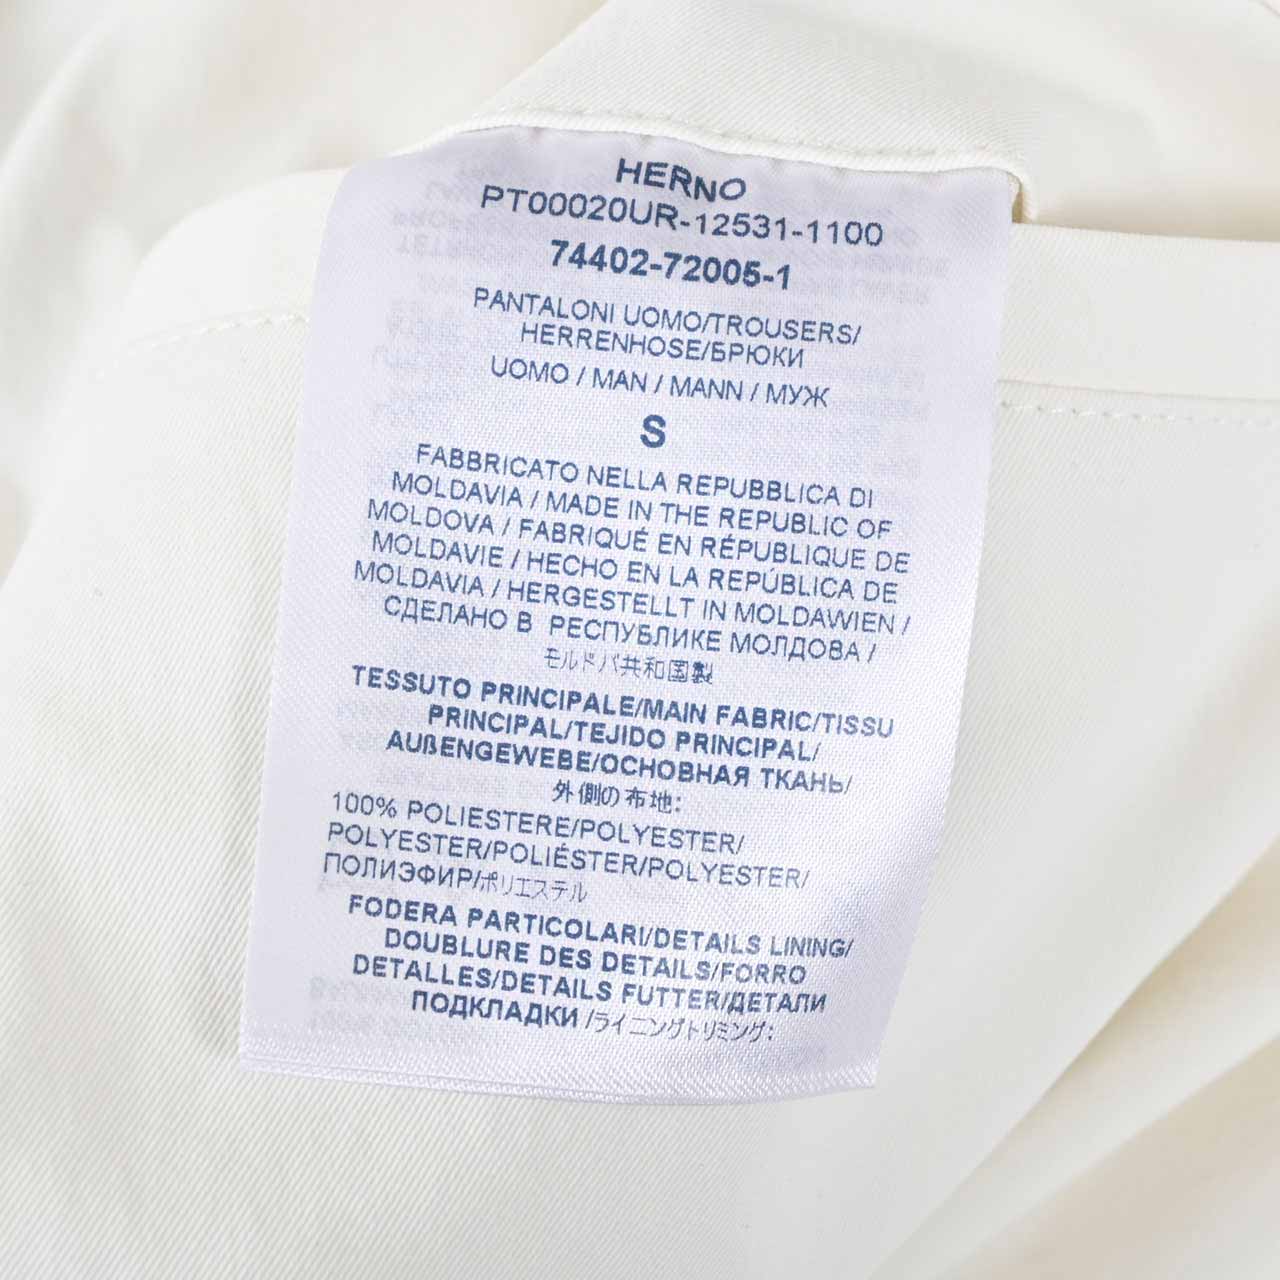 HERNO
PT00020UR-12531-1100
74402-72005-1
PANTALONI UOMO/TROUSERS/
HERRENHOSE/БРЮКИ
UOMO / MAN / MANN / МУЖ
S
FABBRICATO NELLA REPUBBLICA DI
MOLDAVIA / MADE IN THE REPUBLIC OF
MOLDOVA / FABRIQUÉ EN RÉPUBLIQUE DE
MOLDAVIE / HECHO EN LA REPÚBLICA DE
MOLDAVIA / HERGESTELLT IN MOLDAWIEN /
СДЕЛАНО В РЕСПУБЛИКЕ МОЛДОВА /
モルドバ共和国製
TESSUTO PRINCIPALE/MAIN FABRIC/TISSU
PRINCIPAL/TEJIDO PRINCIPAL/
AUßENGEWEBE/ОСНОВНАЯ ТКАНЬ/
外側の布地:
100% POLIESTERE/POLYESTER/
POLYESTER/POLIÉSTER/POLYESTER/
ПОЛИЭФИР/ポリエステル
FODERA PARTICOLARI/DETAILS LINING/
DOUBLURE DES DETAILS/FORRO
DETALLES/DETAILS FUTTER/ДЕТАЛИ
ПОДКЛАДКИ /ライニングトリミング: